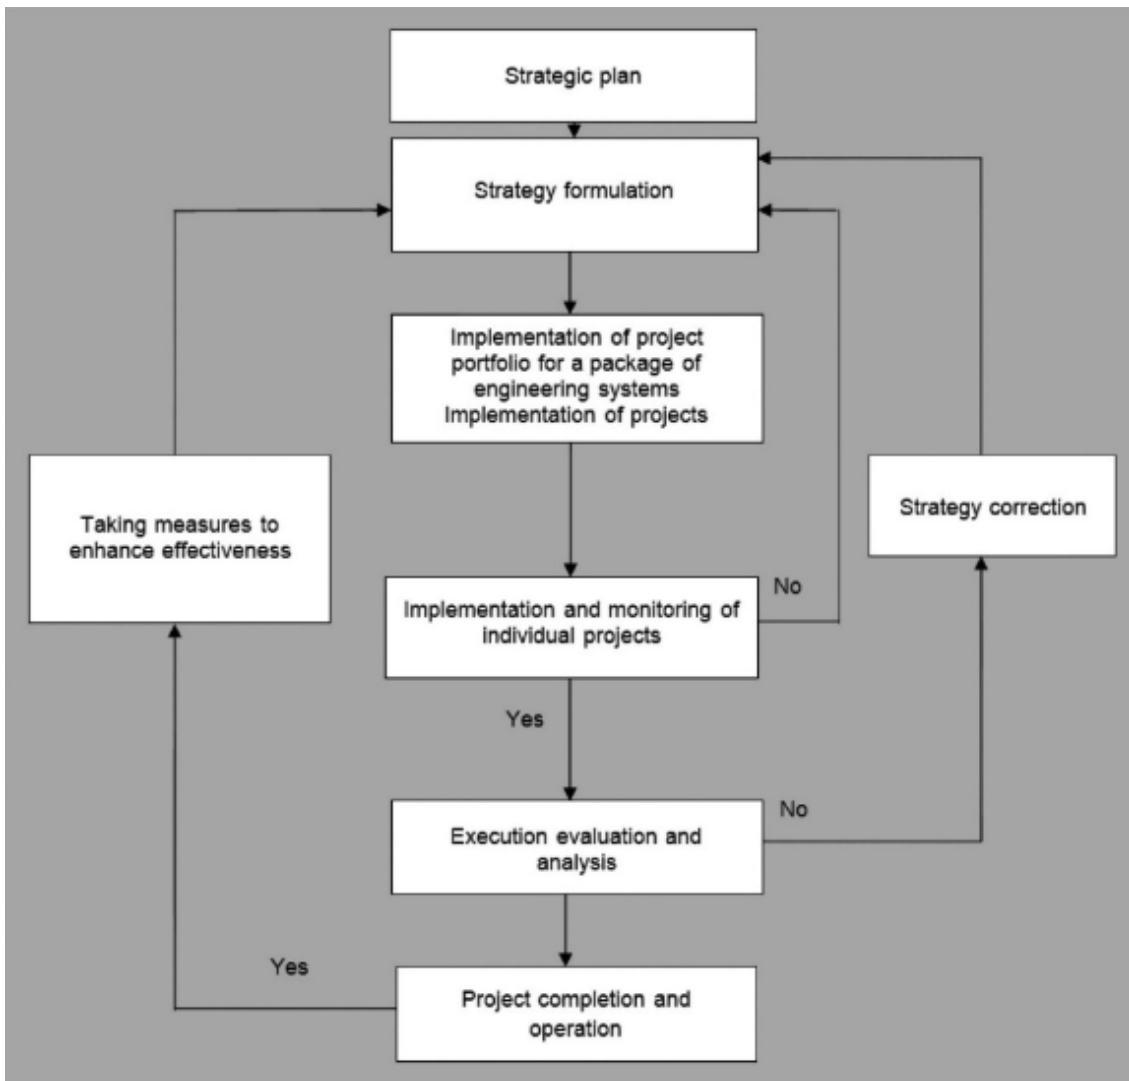 Strategic plan
Strategy formulation
Implementation of project
portfolio for a package of
engineering systems
Implementation of projects
Taking measures to
enhance effectiveness
Strategy correction
No
Implementation and monitoring of
individual projects
Yes
No
Execution evaluation and
analysis
Yes
Project completion and
operation